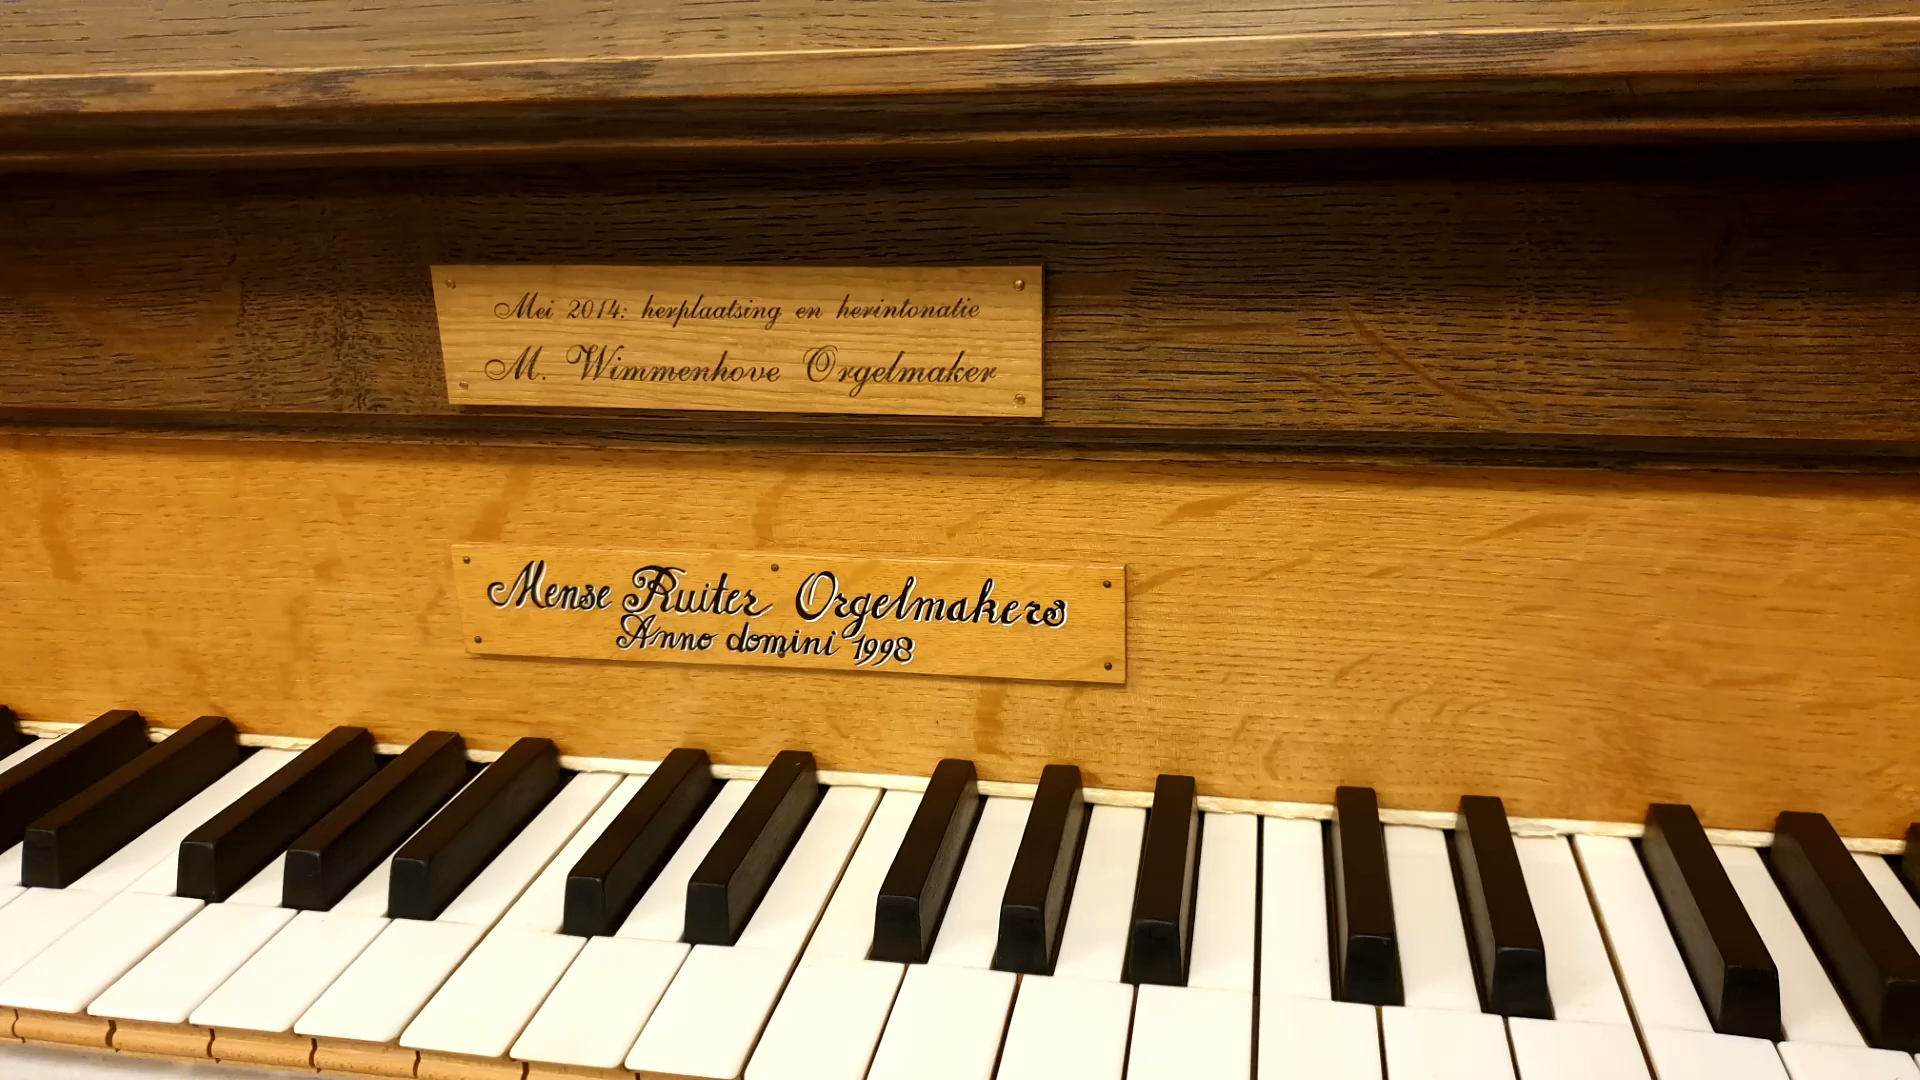 Mei 2014: herplaatsing en herintonatie
M. Wimmenhove Orgelmaker
Mense Ruiter Orgelmakers
Anno domini 1998